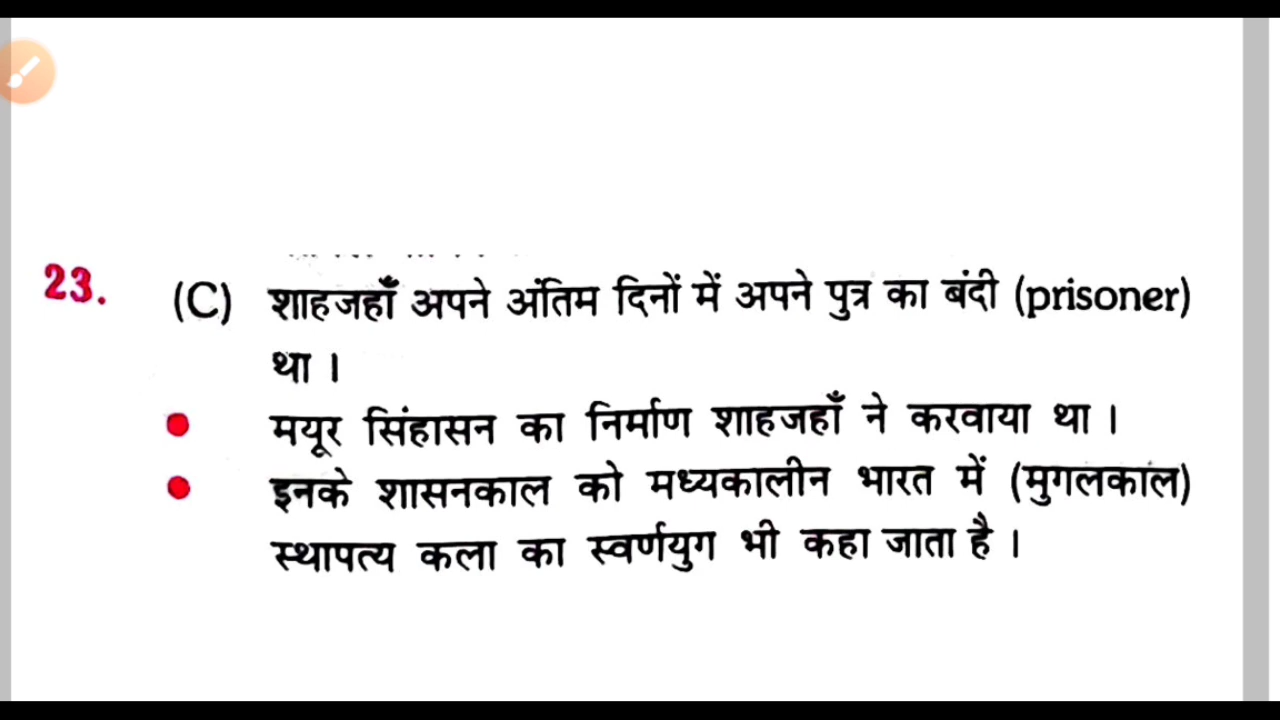 23. (C) शाहजहाँ अपने अंतिम दिनों में अपने पुत्र का बंदी (prisoner)
था ।
● मयूर सिंहासन का निर्माण शाहजहाँ ने करवाया था ।
● इनके शासनकाल को मध्यकालीन भारत में (मुगलकाल)
स्थापत्य कला का स्वर्णयुग भी कहा जाता है ।